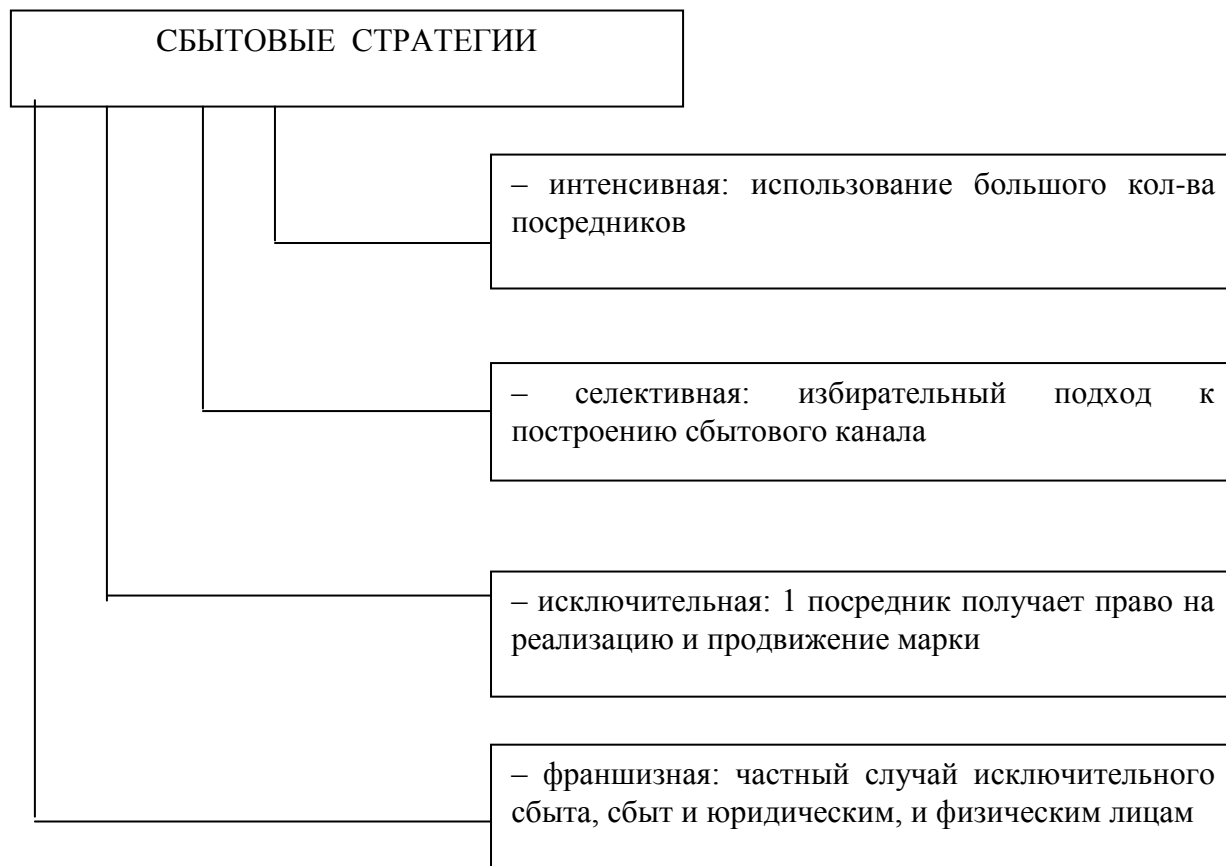 СБЫТОВЫЕ СТРАТЕГИИ
– интенсивная: использование большого кол-ва
посредников
– селективная: избирательный подход к
построению сбытового канала
– исключительная: 1 посредник получает право на
реализацию и продвижение марки
– франшизная: частный случай исключительного
сбыта, сбыт и юридическим, и физическим лицам